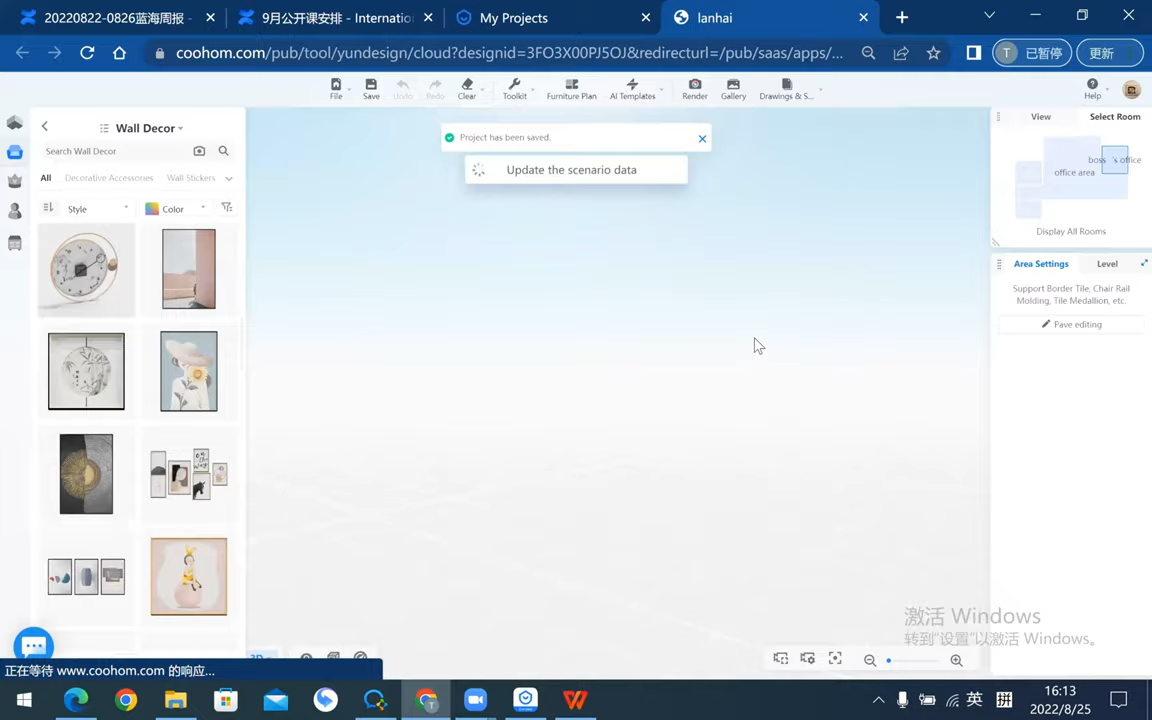 20220822-0826蓝海周报 -
9月公开课安排 - Internatio
My Projects
lanhai
coohom.com/pub/tool/yundesign/cloud?designid=3FO3X00PJ5OJ&redirecturl=/pub/saas/apps/...
T 已暂停
更新
File
Save
Undo
Redo
Clear
Toolkit
Furniture Plan
AI Templates
Render
Gallery
Drawings & S...
Help
Wall Decor
Search Wall Decor
All Decorative Accessories Wall Stickers
Style
Color
Project has been saved.
Update the scenario data
View
Select Room
boss 's office
office area
Display All Rooms
Area Settings
Level
Support Border Tile, Chair Rail
Molding, Tile Medallion, etc.
Pave editing
激活 Windows
转到"设置"以激活 Windows。
3D
正在等待 www.coohom.com 的响应...
英
拼
16:13
2022/8/25